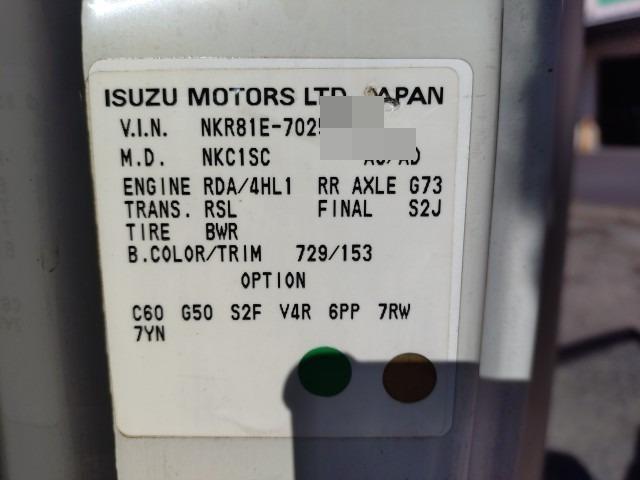 ISUZU MOTORS LTD. JAPAN
V.I.N. NKR81E-702
M.D. NKC1SC
ENGINE RDA/4HL1 RR AXLE G73
TRANS. RSL FINAL S2J
TIRE BWR
B.COLOR/TRIM 729/153
OPTION
C60 G50 S2F V4R 6PP 7RW
7YN